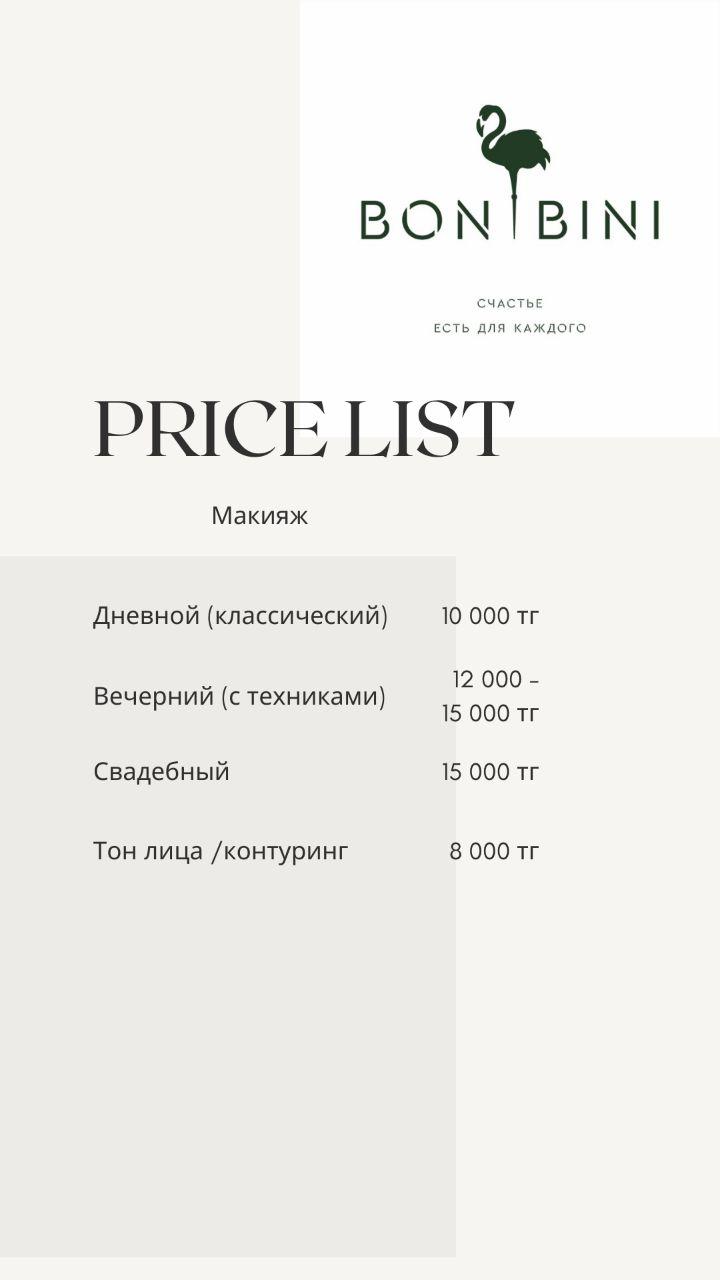 BON BINI
СЧАСТЬЕ
ЕСТЬ ДЛЯ КАЖДОГО
PRICE LIST
Макияж
Дневной (классический) 10 000 тг
Вечерний (с техниками) 12 000 –
15 000 тг
Свадебный 15 000 тг
Тон лица /контуринг 8 000 тг